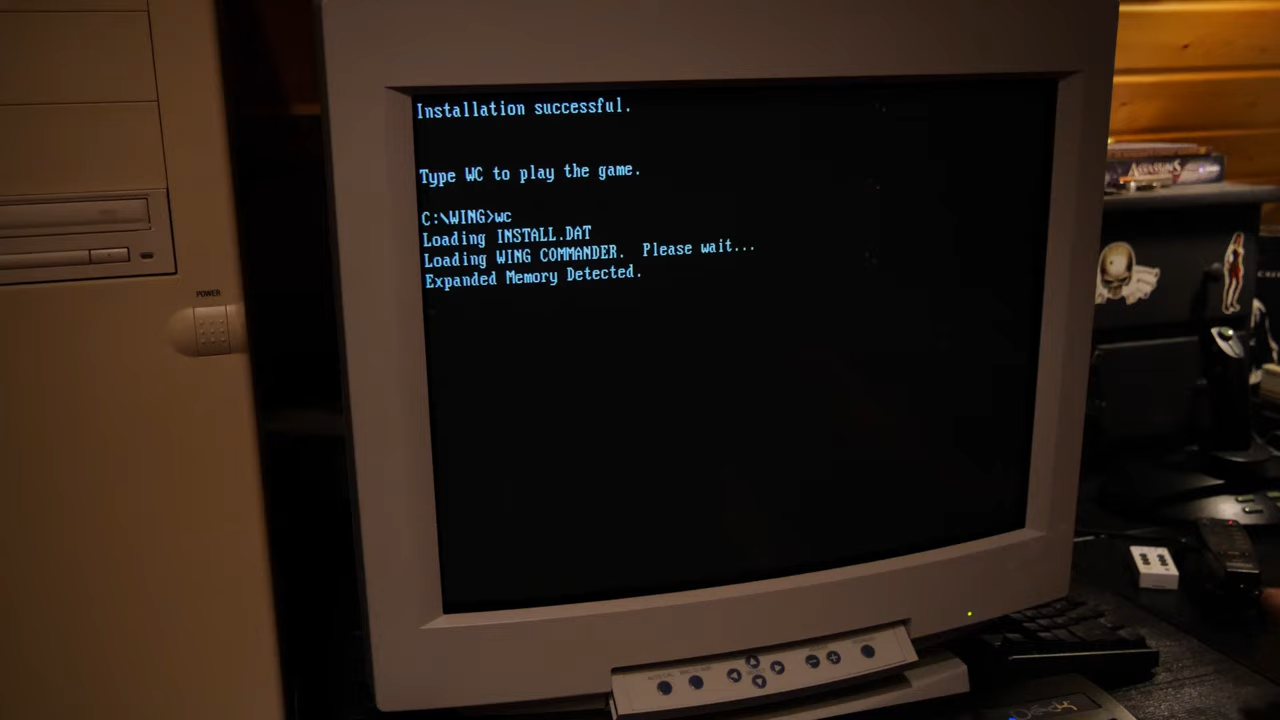 Installation successful.
Type WC to play the game.
C:\WING>wc
Loading INSTALL.DAT
Loading WING COMMANDER.  Please wait...
Expanded Memory Detected.
POWER
ASSASSIN'S